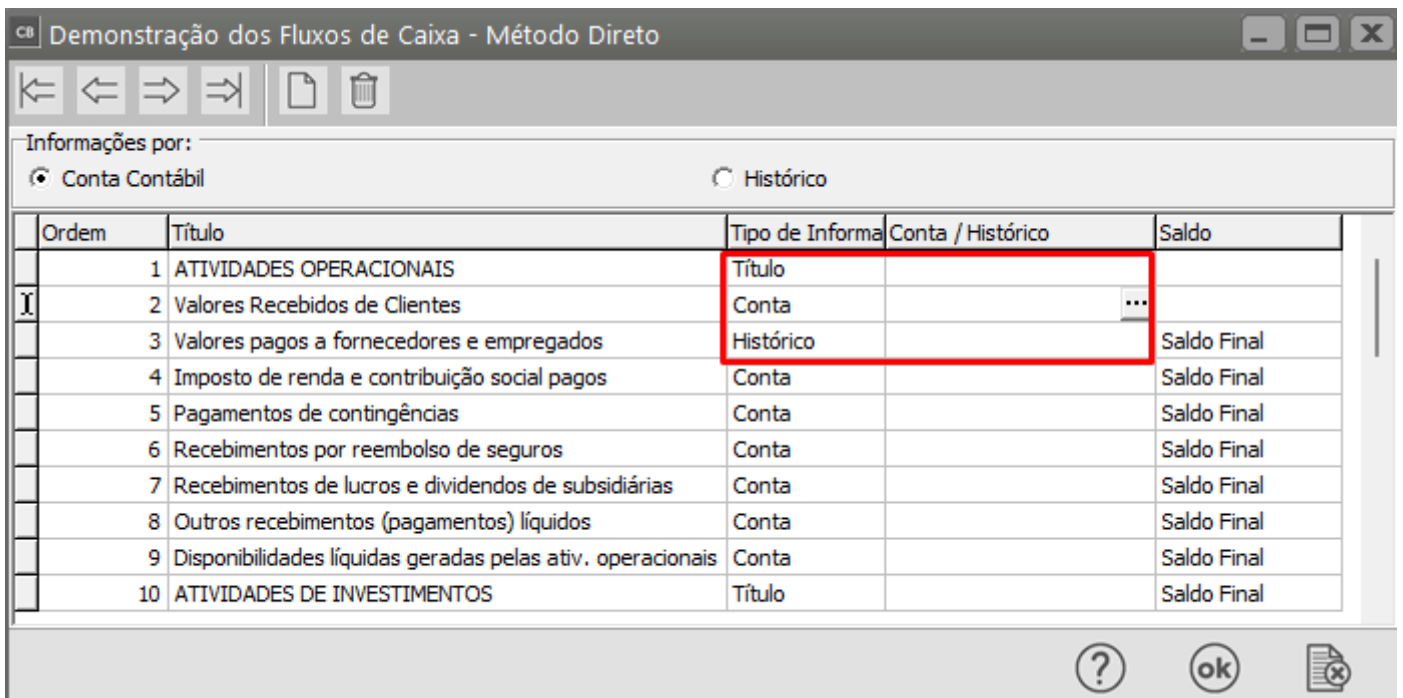 CB Demonstração dos Fluxos de Caixa - Método Direto
Informações por:
Conta Contábil Histórico
Ordem Título Tipo de Informa Conta / Histórico Saldo
1 ATIVIDADES OPERACIONAIS Título
2 Valores Recebidos de Clientes Conta ...
3 Valores pagos a fornecedores e empregados Histórico Saldo Final
4 Imposto de renda e contribuição social pagos Conta Saldo Final
5 Pagamentos de contingências Conta Saldo Final
6 Recebimentos por reembolso de seguros Conta Saldo Final
7 Recebimentos de lucros e dividendos de subsidiárias Conta Saldo Final
8 Outros recebimentos (pagamentos) líquidos Conta Saldo Final
9 Disponibilidades líquidas geradas pelas ativ. operacionais Conta Saldo Final
10 ATIVIDADES DE INVESTIMENTOS Título Saldo Final
? ok